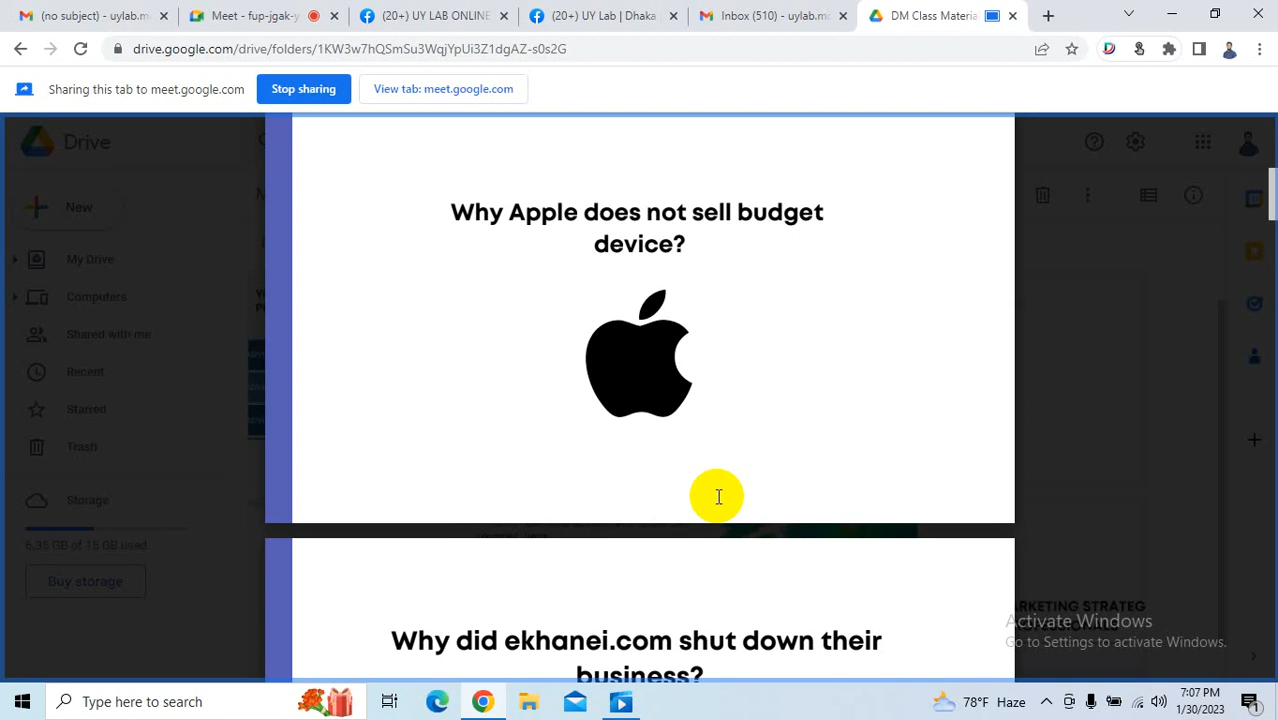 (no subject) - uylab.m
Meet - yn-jgak-y
(20+) UY LAB ONLINE
(20+) UY LAB | Dhaka
Inbox (510) - uylab.mc
DM Class Materia
drive.google.com/drive/folders/1KW3w7hQSmSu3WqjYpUi3Z1dgAZ-s0s2G
Sharing this tab to meet.google.com
Stop sharing
View tab: meet.google.com
Drive
New
My Drive
Computers
Shared with me
Recent
Starred
Trash
Storage
6.35 GB of 15 GB used
Buy storage
Why Apple does not sell budget
device?
Why did ekhanei.com shut down their
business?
ARKETING STRATEG
Activate Windows
Go to Settings to activate Windows.
Type here to search
78°F Haze
7:07 PM
1/30/2023